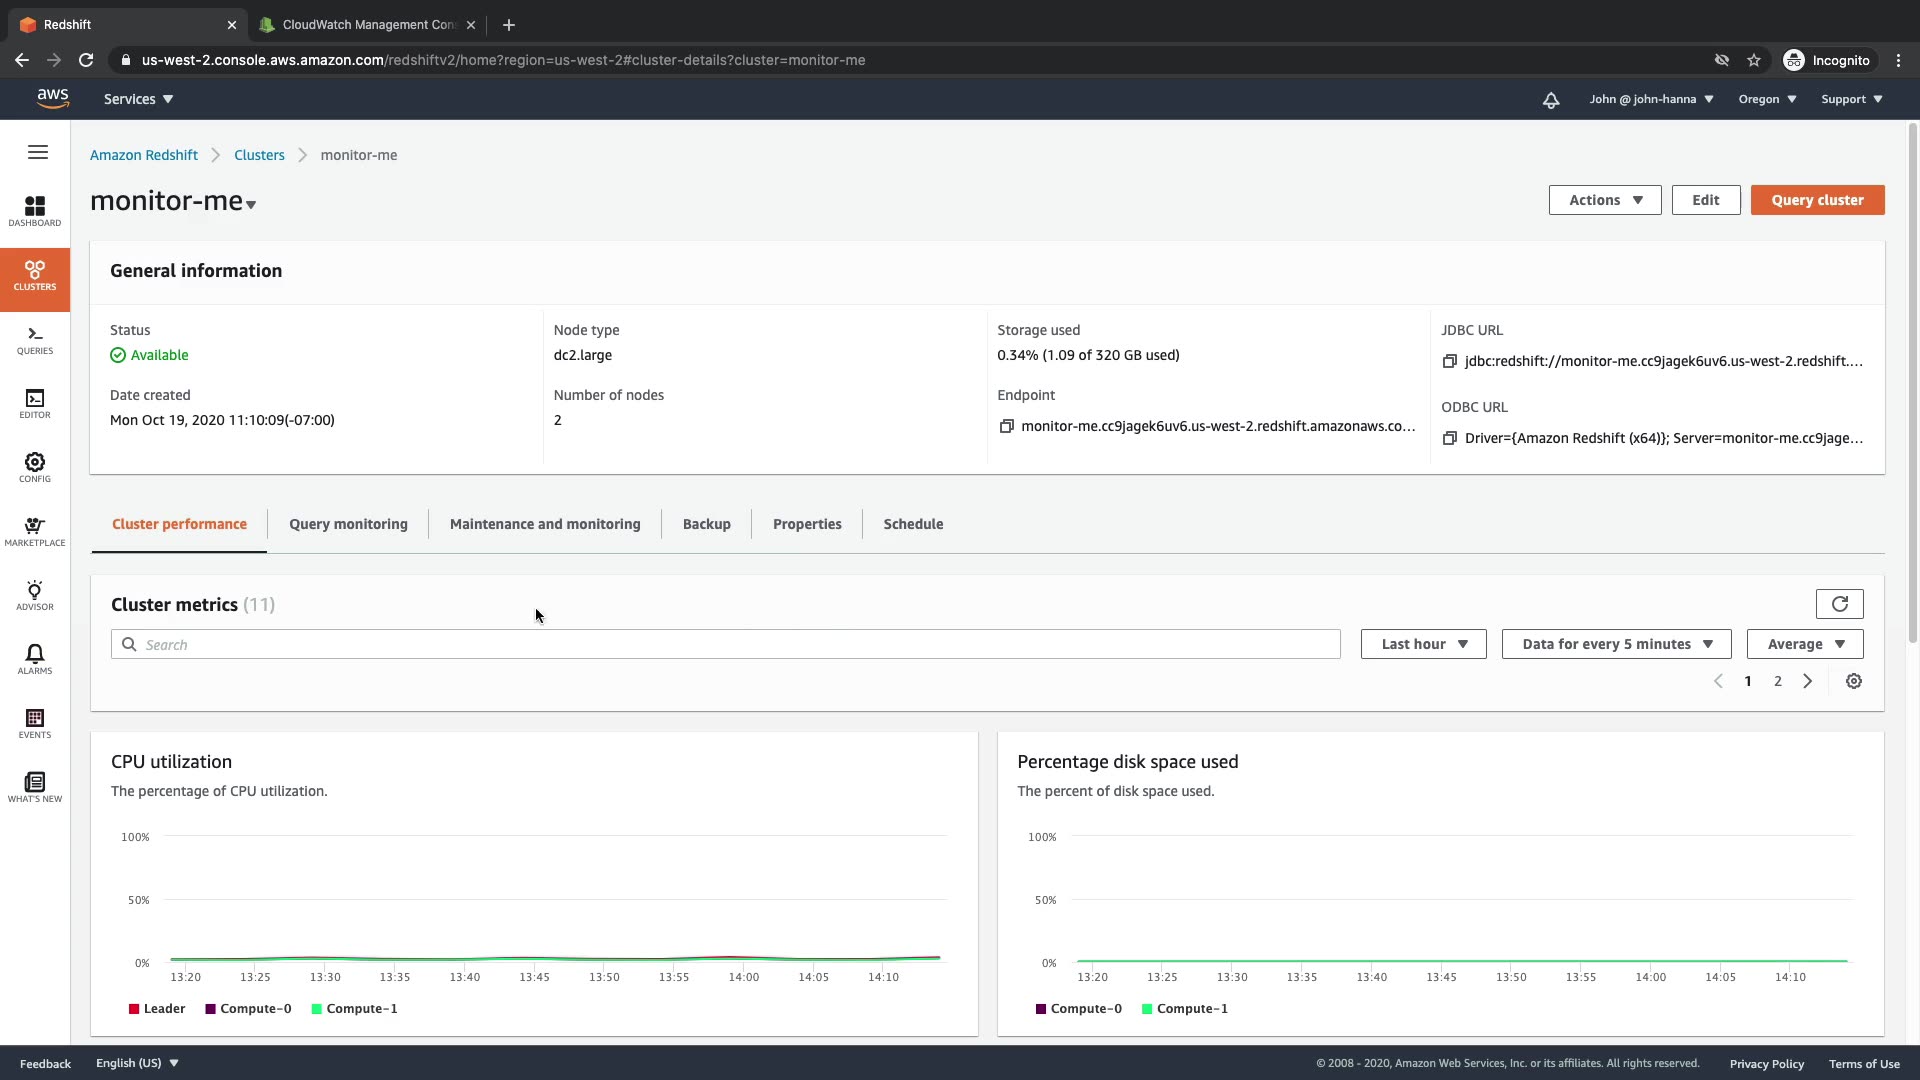 Redshift
CloudWatch Management Con
us-west-2.console.aws.amazon.com/redshiftv2/home?region=us-west-2#cluster-details?cluster=monitor-me
Incognito
aws
Services
John @ john-hanna
Oregon
Support
Amazon Redshift
Clusters
monitor-me
monitor-me
Actions
Edit
Query cluster
DASHBOARD
CLUSTERS
QUERIES
EDITOR
CONFIG
MARKETPLACE
ADVISOR
ALARMS
EVENTS
WHAT'S NEW
General information
Status
Available
Date created
Mon Oct 19, 2020 11:10:09(-07:00)
Node type
dc2.large
Number of nodes
2
Storage used
0.34% (1.09 of 320 GB used)
Endpoint
monitor-me.cc9jagek6uv6.us-west-2.redshift.amazonaws.co...
JDBC URL
jdbc:redshift://monitor-me.cc9jagek6uv6.us-west-2.redshift....
ODBC URL
Driver={Amazon Redshift (x64)}; Server=monitor-me.cc9jage...
Cluster performance
Query monitoring
Maintenance and monitoring
Backup
Properties
Schedule
Cluster metrics (11)
Search
Last hour
Data for every 5 minutes
Average
1
2
CPU utilization
The percentage of CPU utilization.
100%
50%
0%
13:20 13:25 13:30 13:35 13:40 13:45 13:50 13:55 14:00 14:05 14:10
Leader Compute-0 Compute-1
Percentage disk space used
The percent of disk space used.
100%
50%
0%
13:20 13:25 13:30 13:35 13:40 13:45 13:50 13:55 14:00 14:05 14:10
Compute-0 Compute-1
Feedback
English (US)
© 2008 - 2020, Amazon Web Services, Inc. or its affiliates. All rights reserved.
Privacy Policy
Terms of Use